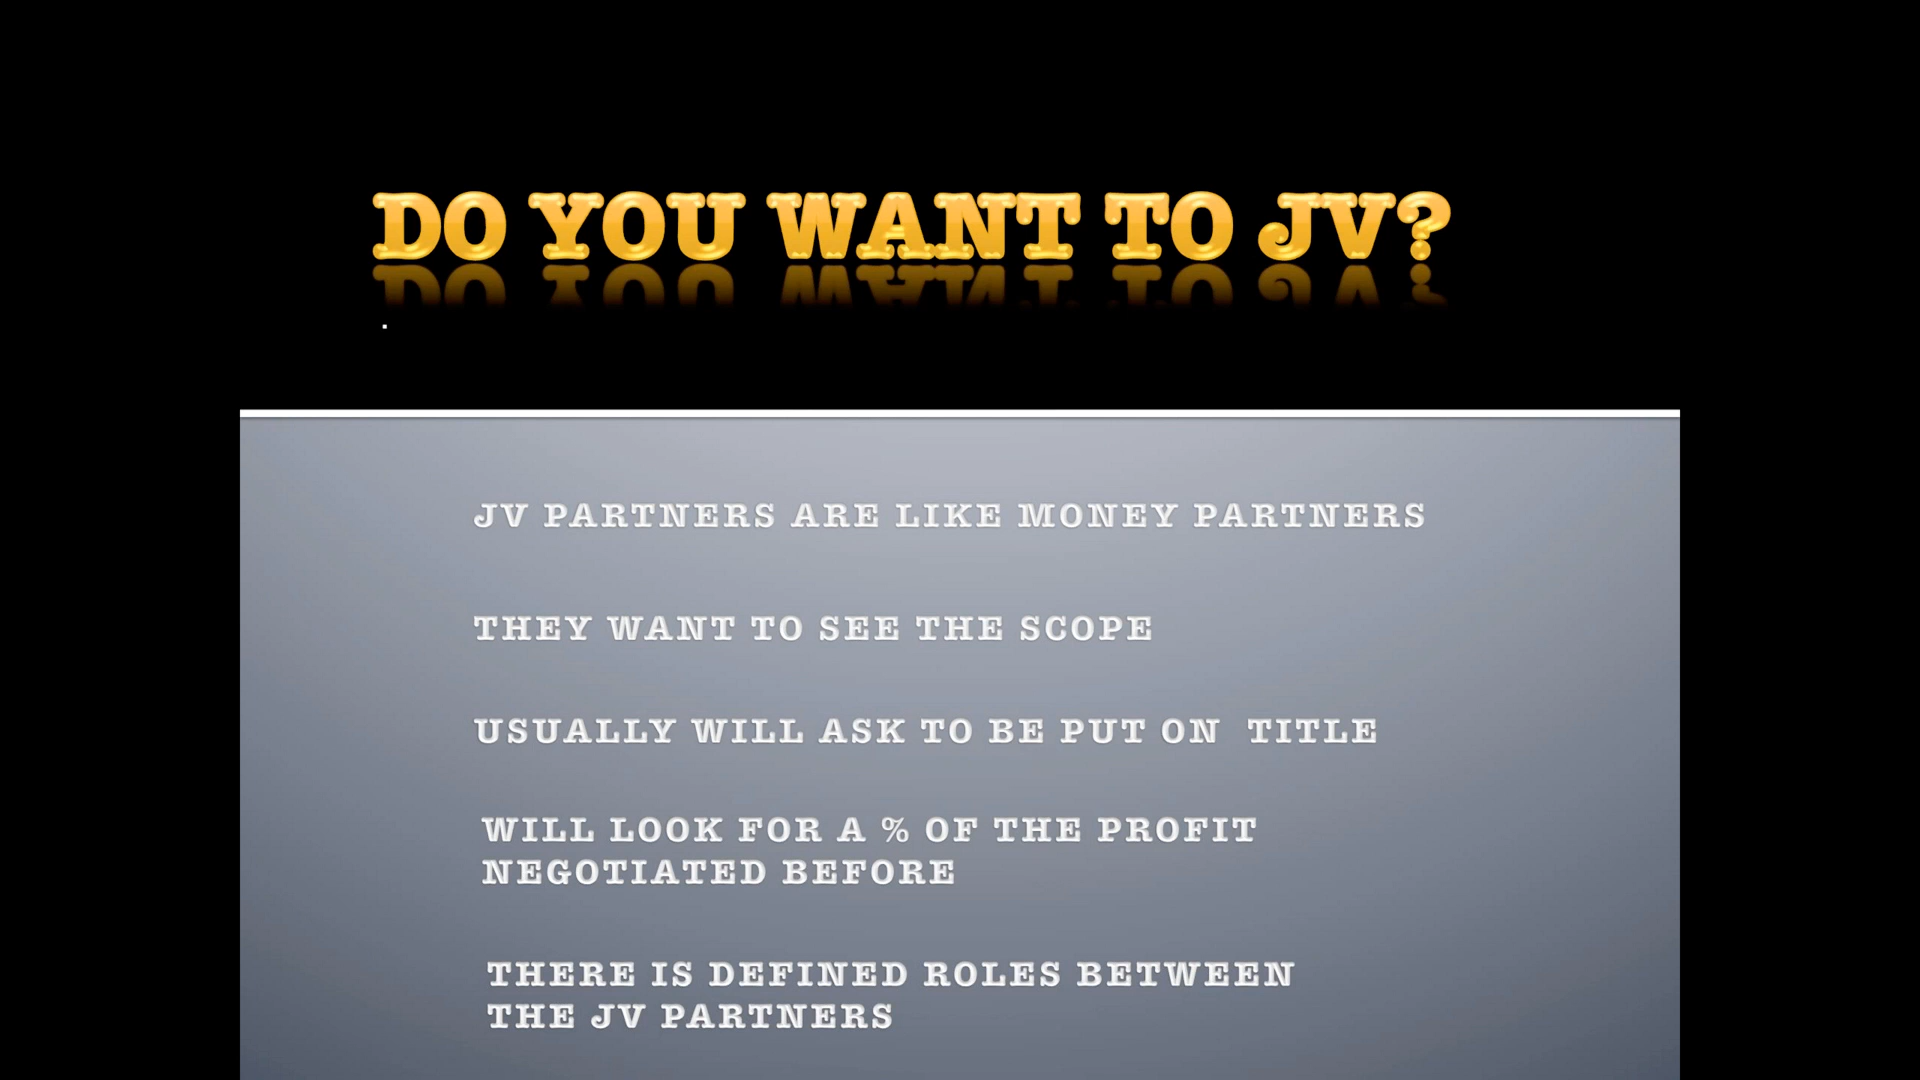 DO YOU WANT TO JV?
.
JV PARTNERS ARE LIKE MONEY PARTNERS
THEY WANT TO SEE THE SCOPE
USUALLY WILL ASK TO BE PUT ON  TITLE
WILL LOOK FOR A % OF THE PROFIT
NEGOTIATED BEFORE
THERE IS DEFINED ROLES BETWEEN
THE JV PARTNERS